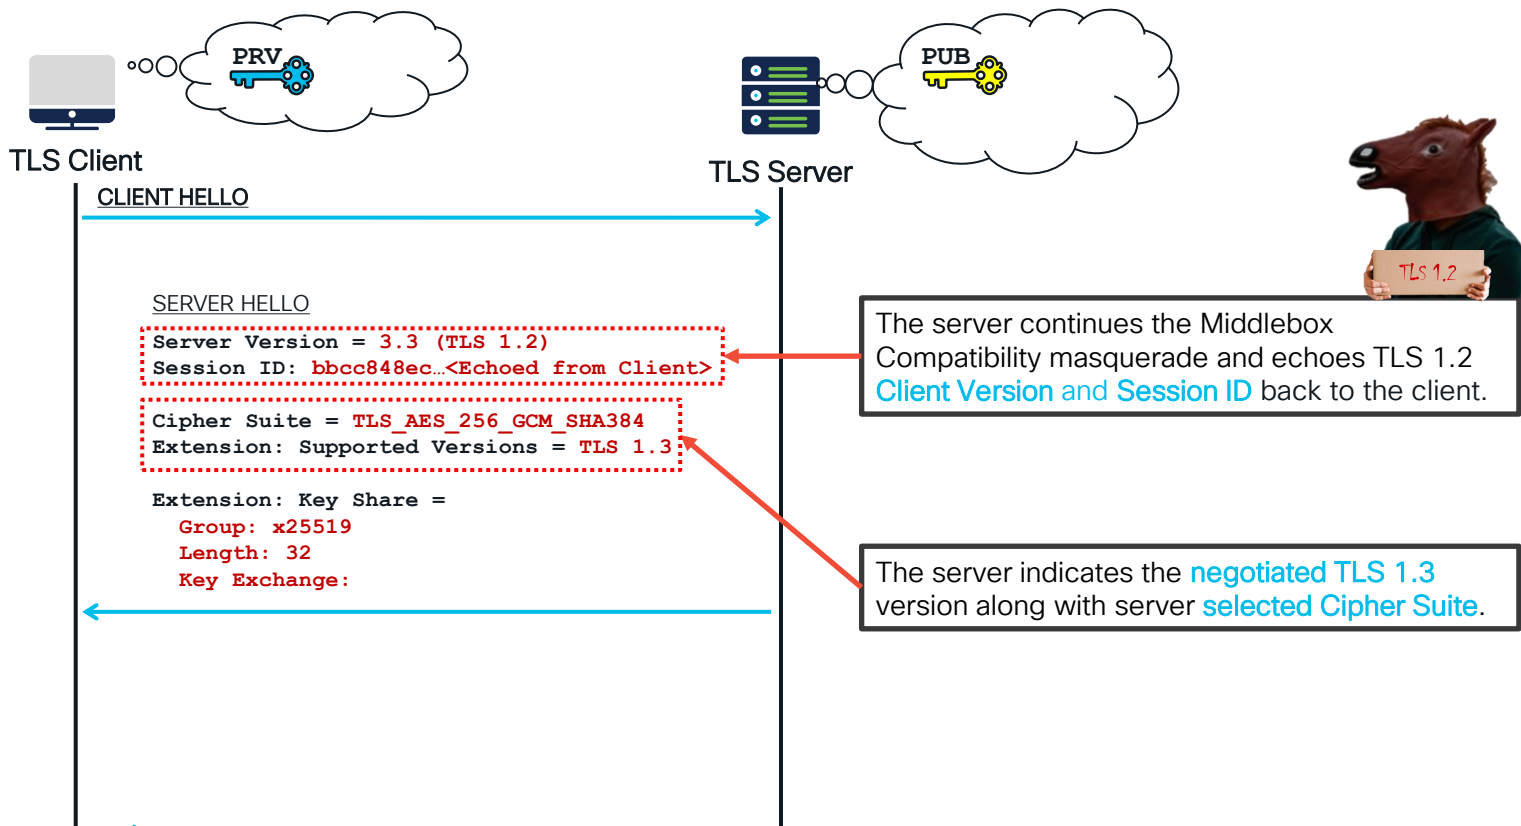 PRV
PUB
TLS Client
TLS Server
CLIENT HELLO
TLS 1.2
SERVER HELLO
Server Version = 3.3 (TLS 1.2)
Session ID: bbcc848ec…<Echoed from Client>
The server continues the Middlebox
Compatibility masquerade and echoes TLS 1.2
Client Version and Session ID back to the client.
Cipher Suite = TLS_AES_256_GCM_SHA384
Extension: Supported Versions = TLS 1.3
Extension: Key Share =
Group: x25519
Length: 32
Key Exchange:
The server indicates the negotiated TLS 1.3
version along with server selected Cipher Suite.